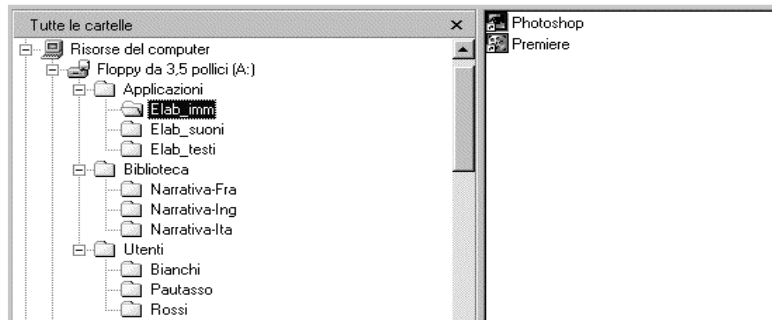 Tutte le cartelle
Risorse del computer
Floppy da 3,5 pollici (A:)
Applicazioni
Elab_imm
Elab_suoni
Elab_testi
Biblioteca
Narrativa-Fra
Narrativa-Ing
Narrativa-Ita
Utenti
Bianchi
Pautasso
Rossi
Photoshop
Premiere